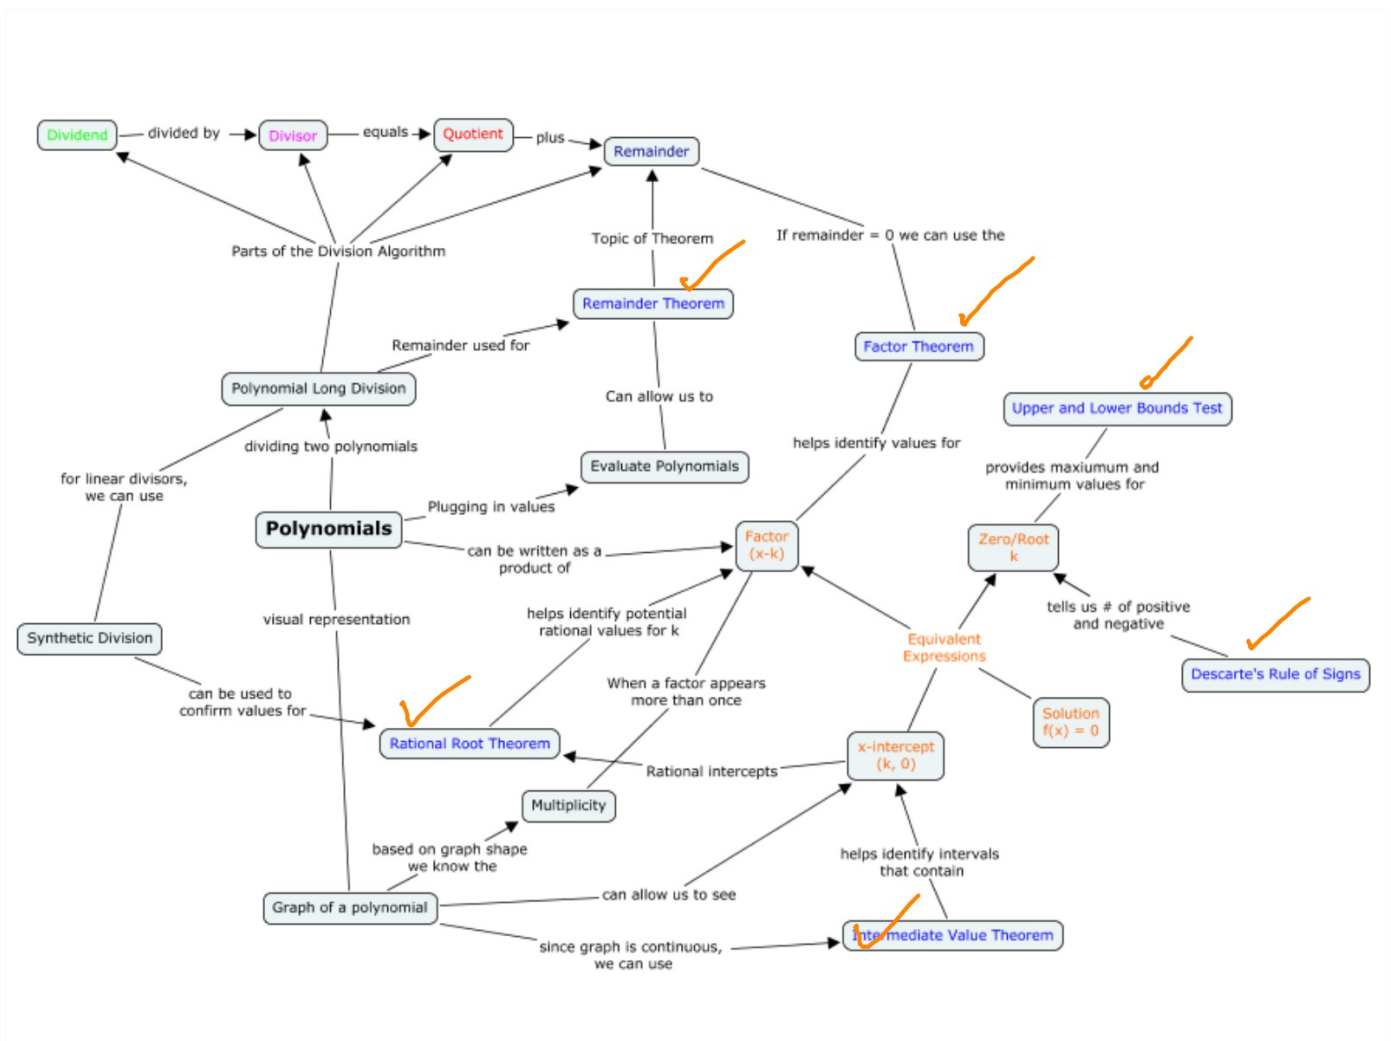 Dividend
divided by
Divisor
equals
Quotient
plus
Remainder
Parts of the Division Algorithm
Topic of Theorem
If remainder = 0 we can use the
Remainder Theorem
Remainder used for
Factor Theorem
Polynomial Long Division
Can allow us to
Upper and Lower Bounds Test
dividing two polynomials
helps identify values for
for linear divisors,
we can use
Evaluate Polynomials
provides maxiumum and
minimum values for
Plugging in values
Polynomials
can be written as a
product of
Factor
(x-k)
Zero/Root
k
visual representation
helps identify potential
rational values for k
tells us # of positive
and negative
Synthetic Division
Equivalent
Expressions
Descarte's Rule of Signs
can be used to
confirm values for
When a factor appears
more than once
Solution
f(x) = 0
Rational Root Theorem
Rational intercepts
x-intercept
(k, 0)
Multiplicity
based on graph shape
we know the
helps identify intervals
that contain
Graph of a polynomial
can allow us to see
since graph is continuous,
we can use
Intermediate Value Theorem